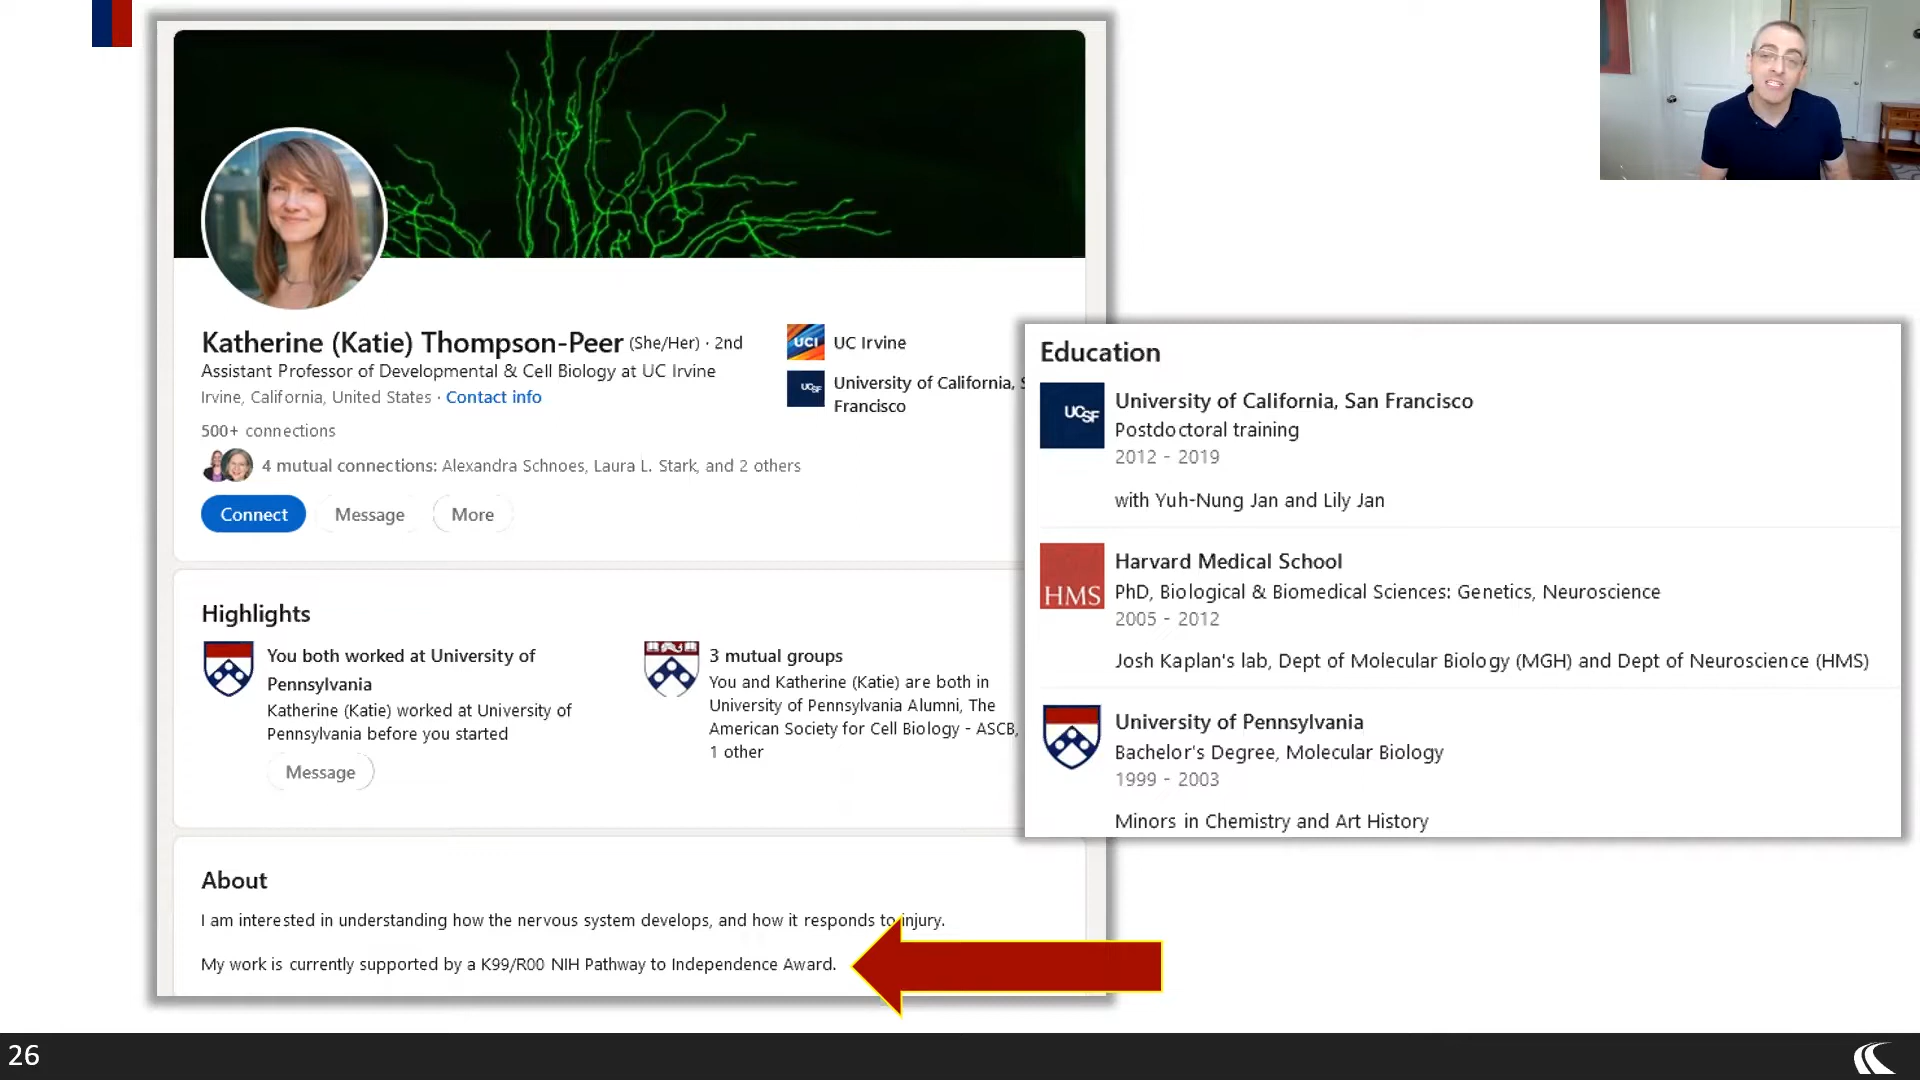 Katherine (Katie) Thompson-Peer (She/Her) · 2nd
Assistant Professor of Developmental & Cell Biology at UC Irvine
Irvine, California, United States · Contact info
500+ connections
4 mutual connections: Alexandra Schnoes, Laura L. Stark, and 2 others
Connect
Message
More
UCI
UC Irvine
UCSF
University of California, S
Francisco
Highlights
You both worked at University of
Pennsylvania
Katherine (Katie) worked at University of
Pennsylvania before you started
Message
3 mutual groups
You and Katherine (Katie) are both in
University of Pennsylvania Alumni, The
American Society for Cell Biology - ASCB,
1 other
About
I am interested in understanding how the nervous system develops, and how it responds to injury.
My work is currently supported by a K99/R00 NIH Pathway to Independence Award.
Education
UCSF
University of California, San Francisco
Postdoctoral training
2012 - 2019
with Yuh-Nung Jan and Lily Jan
HMS
Harvard Medical School
PhD, Biological & Biomedical Sciences: Genetics, Neuroscience
2005 - 2012
Josh Kaplan's lab, Dept of Molecular Biology (MGH) and Dept of Neuroscience (HMS)
University of Pennsylvania
Bachelor's Degree, Molecular Biology
1999 - 2003
Minors in Chemistry and Art History
26